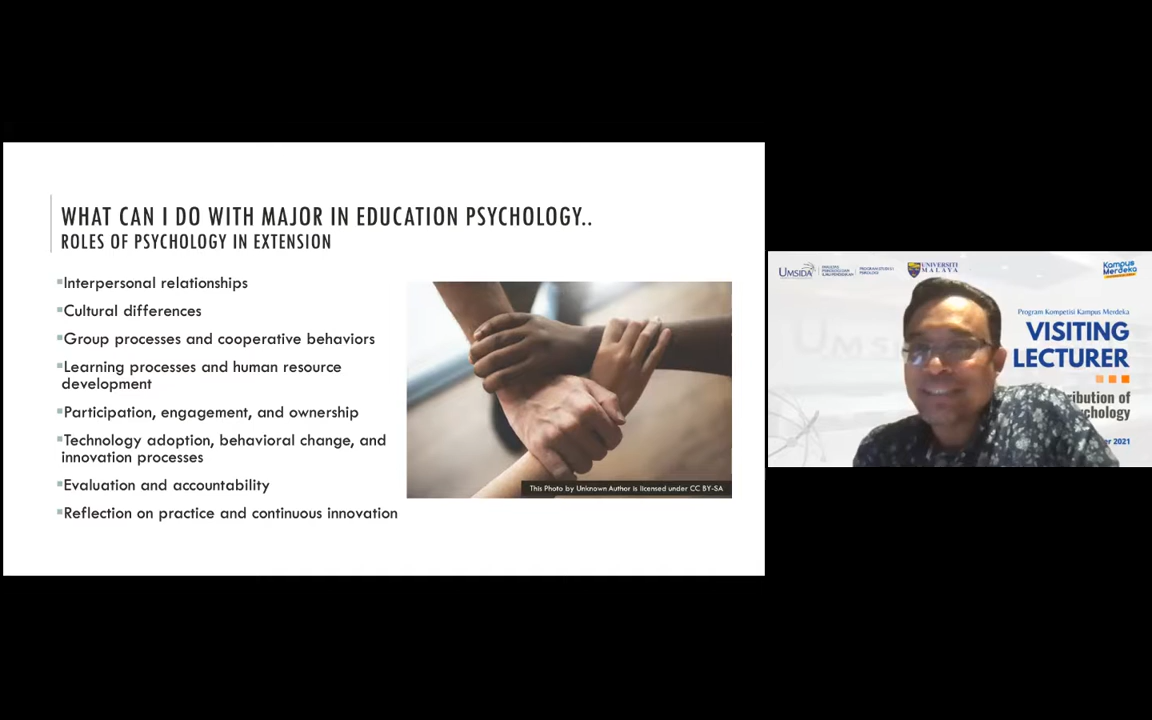 WHAT CAN I DO WITH MAJOR IN EDUCATION PSYCHOLOGY..
ROLES OF PSYCHOLOGY IN EXTENSION
Interpersonal relationships
Cultural differences
Group processes and cooperative behaviors
Learning processes and human resource
development
Participation, engagement, and ownership
Technology adoption, behavioral change, and
innovation processes
Evaluation and accountability
Reflection on practice and continuous innovation
This Photo by Unknown Author is licensed under CC BY-SA
UMSIDA
UNIVERSITI
MALAYA
Kampus
Merdeka
Program Kompetisi Kampus Merdeka
VISITING
LECTURER
ribution of
chology
2021